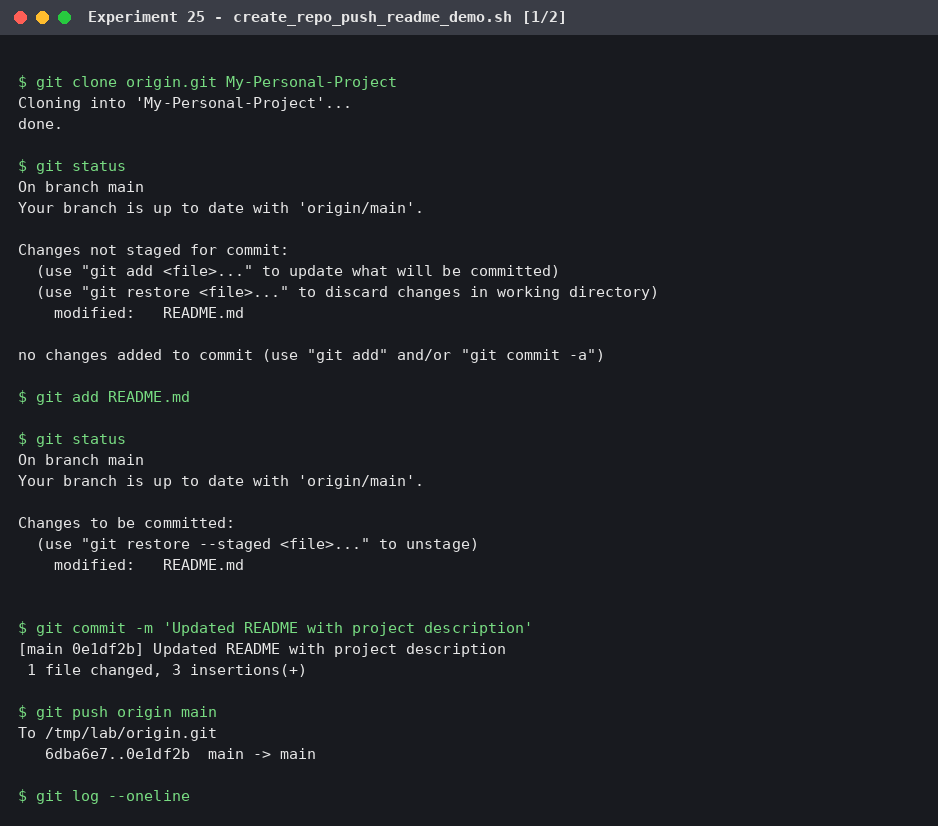 Experiment 25 - create_repo_push_readme_demo.sh [1/2]
$ git clone origin.git My-Personal-Project
Cloning into 'My-Personal-Project'...
done.
$ git status
On branch main
Your branch is up to date with 'origin/main'.
Changes not staged for commit:
  (use "git add <file>..." to update what will be committed)
  (use "git restore <file>..." to discard changes in working directory)
    modified:   README.md
no changes added to commit (use "git add" and/or "git commit -a")
$ git add README.md
$ git status
On branch main
Your branch is up to date with 'origin/main'.
Changes to be committed:
  (use "git restore --staged <file>..." to unstage)
    modified:   README.md
$ git commit -m 'Updated README with project description'
[main 0e1df2b] Updated README with project description
 1 file changed, 3 insertions(+)
$ git push origin main
To /tmp/lab/origin.git
   6dba6e7..0e1df2b  main -> main
$ git log --oneline